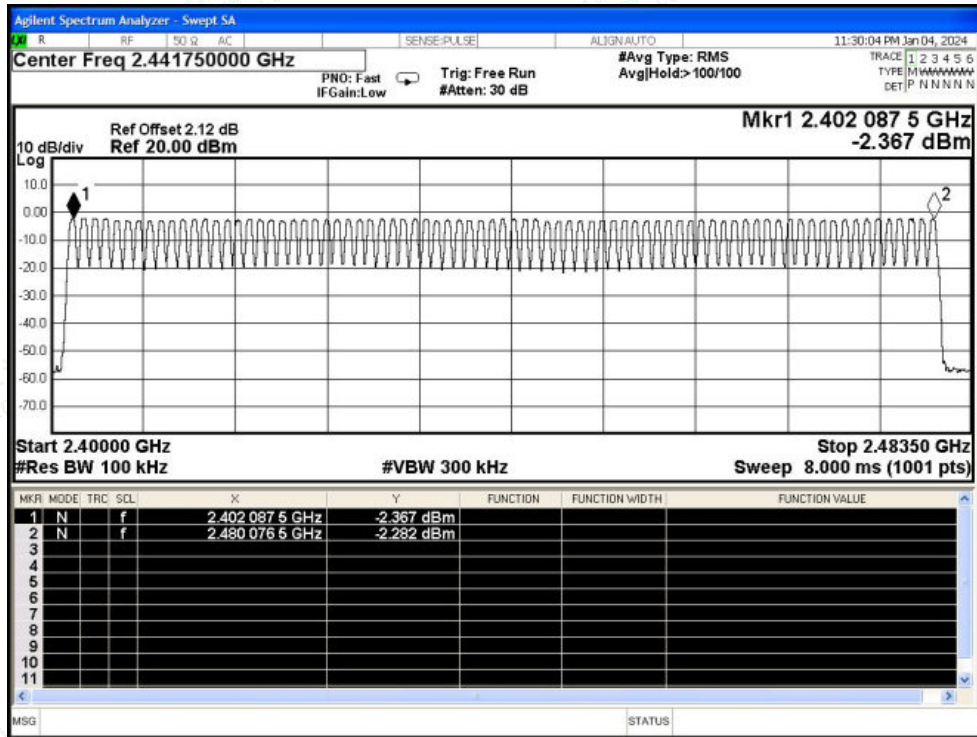 Agilent Spectrum Analyzer - Swept SA
LXI R RF 50 Ω AC SENSE:PULSE ALIGNAUTO 11:30:04 PM Jan 04, 2024
Center Freq 2.441750000 GHz
PNO: Fast
IFGain:Low
Trig: Free Run
#Atten: 30 dB
#Avg Type: RMS
Avg|Hold:>100/100
TRACE 1 2 3 4 5 6
TYPE M WWWWW
DET P N N N N N
Mkr1 2.402 087 5 GHz
-2.367 dBm
Ref Offset 2.12 dB
10 dB/div Ref 20.00 dBm
Log
10.0
0.00
-10.0
-20.0
-30.0
-40.0
-50.0
-60.0
-70.0
1
2
Start 2.40000 GHz Stop 2.48350 GHz
#Res BW 100 kHz #VBW 300 kHz Sweep 8.000 ms (1001 pts)
MKR MODE TRC SCL X Y FUNCTION FUNCTION WIDTH FUNCTION VALUE
1 N f 2.402 087 5 GHz -2.367 dBm
2 N f 2.480 076 5 GHz -2.282 dBm
3
4
5
6
7
8
9
10
11
MSG STATUS